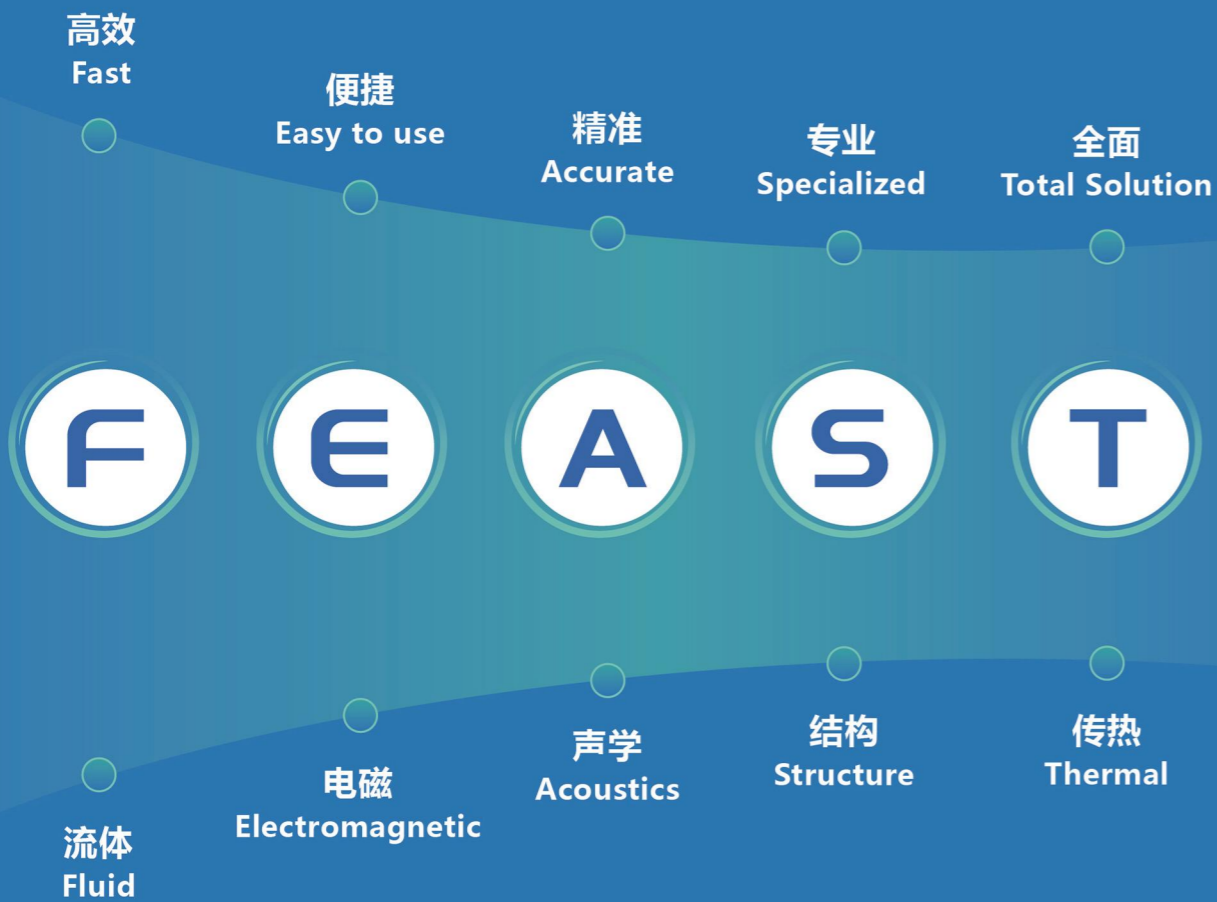 高效
Fast
便捷
Easy to use
精准
Accurate
专业
Specialized
全面
Total Solution
F E A S T
流体
Fluid
电磁
Electromagnetic
声学
Acoustics
结构
Structure
传热
Thermal